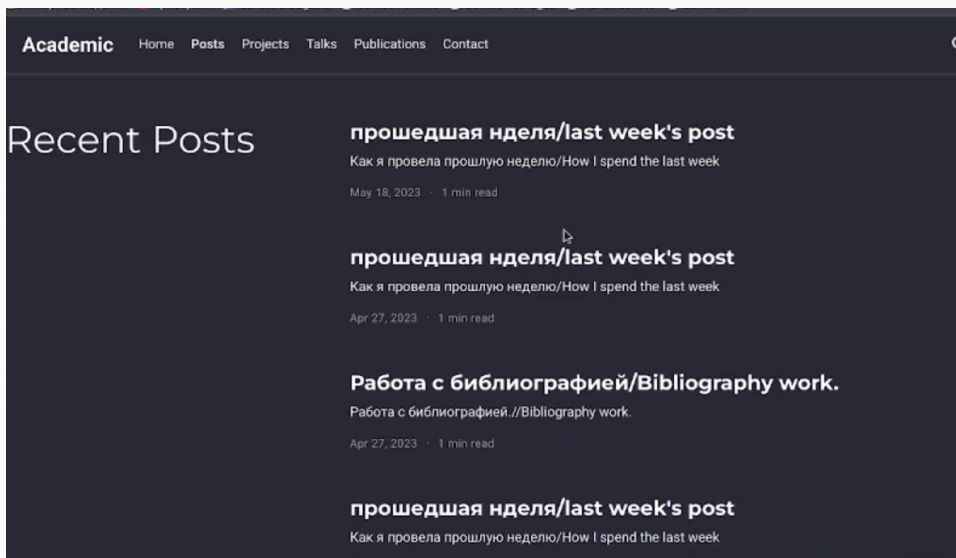 Academic Home Posts Projects Talks Publications Contact
Recent Posts
прошедшая нделя/last week's post
Как я провела прошлую неделю/How I spend the last week
May 18, 2023 · 1 min read
прошедшая нделя/last week's post
Как я провела прошлую неделю/How I spend the last week
Apr 27, 2023 · 1 min read
Работа с библиографией/Bibliography work.
Работа с библиографией.//Bibliography work.
Apr 27, 2023 · 1 min read
прошедшая нделя/last week's post
Как я провела прошлую неделю/How I spend the last week